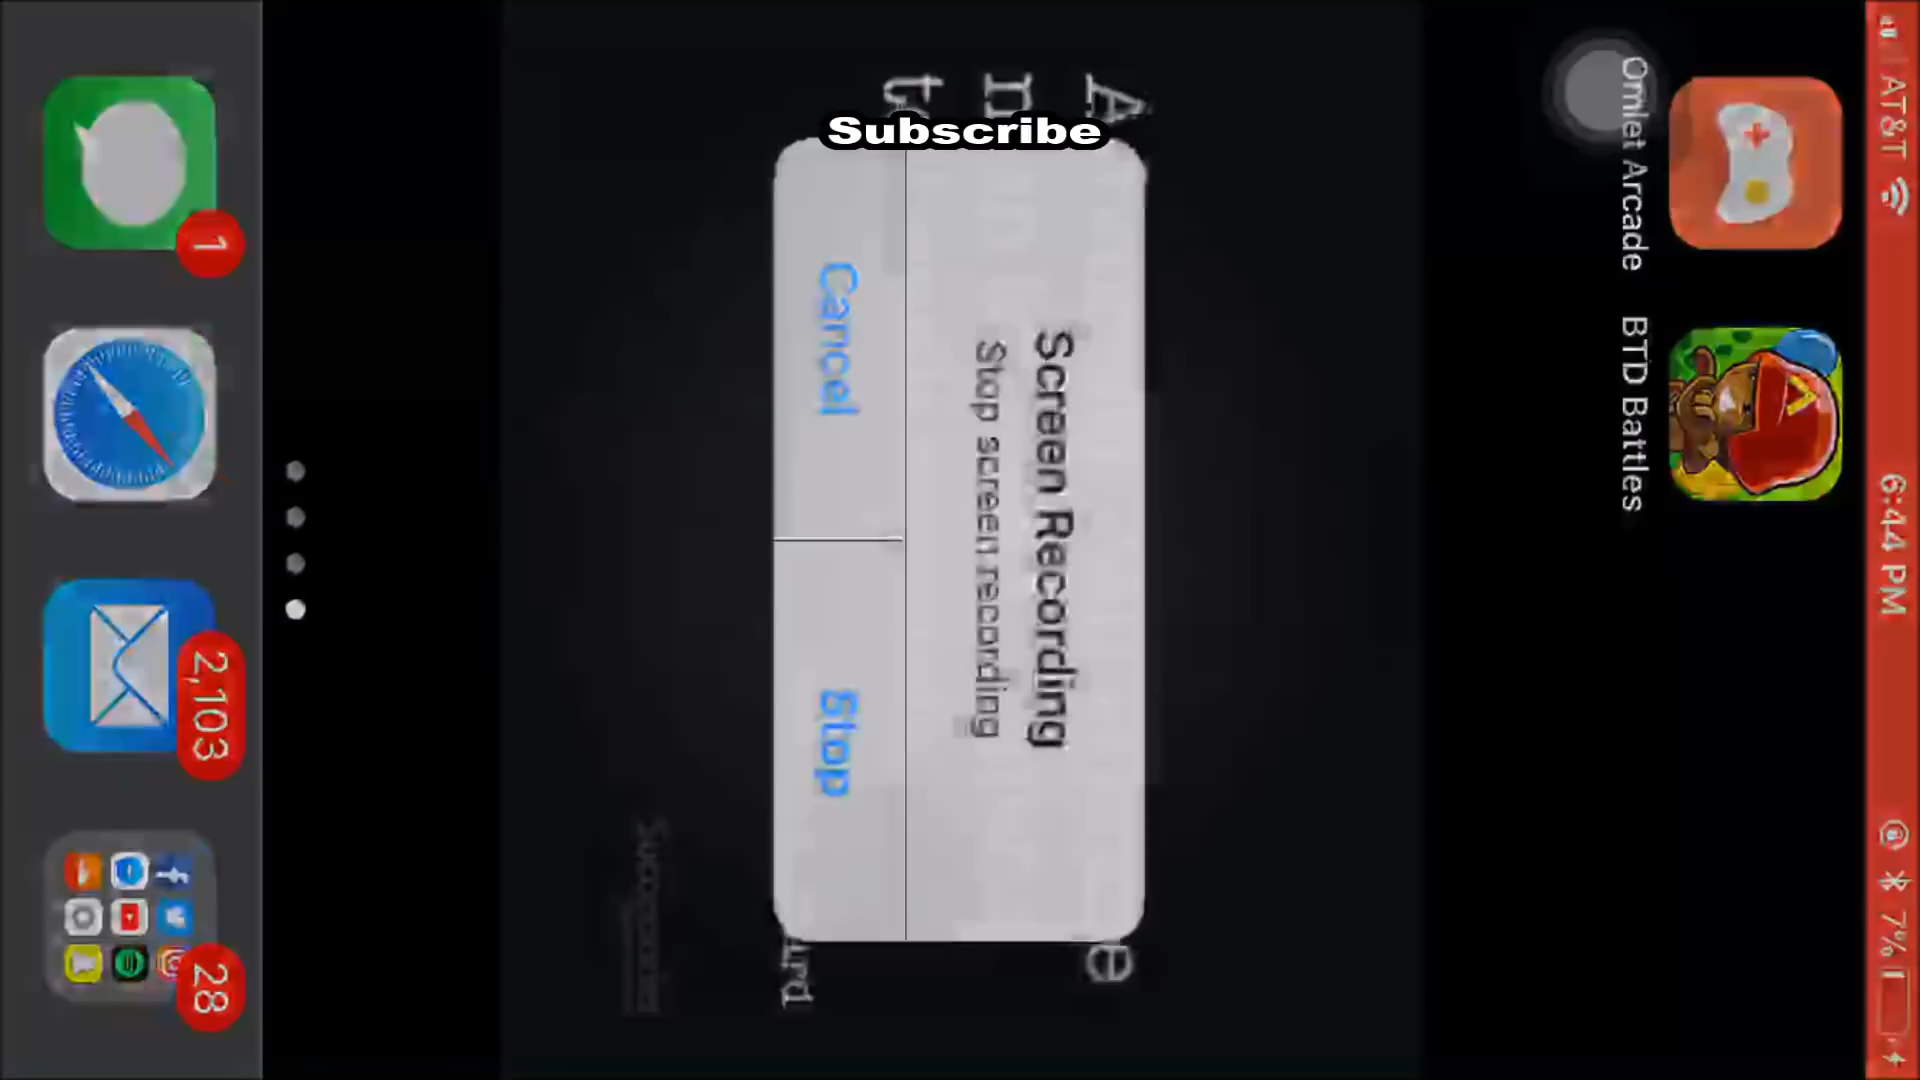 AT&T 6:44 PM 7%
Omlet Arcade BTD Battles
Subscribe
A
e
n
t
Screen Recording
Stop screen recording
Cancel Stop
1 2,103 28